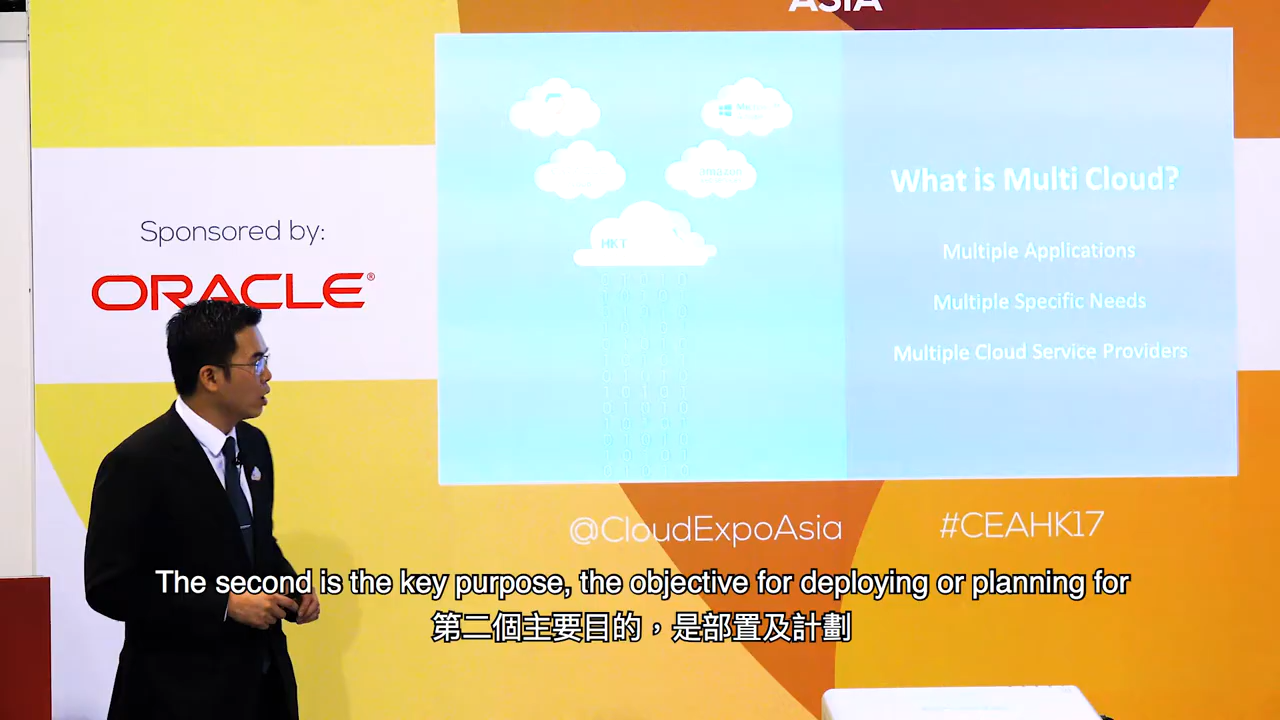 ASIA
Microsoft
amazon
HKT
What is Multi Cloud?
Multiple Applications
Multiple Specific Needs
Multiple Cloud Service Providers
Sponsored by:
ORACLE®
@CloudExpoAsia
#CEAHK17
The second is the key purpose, the objective for deploying or planning for
第二個主要目的，是部置及計劃